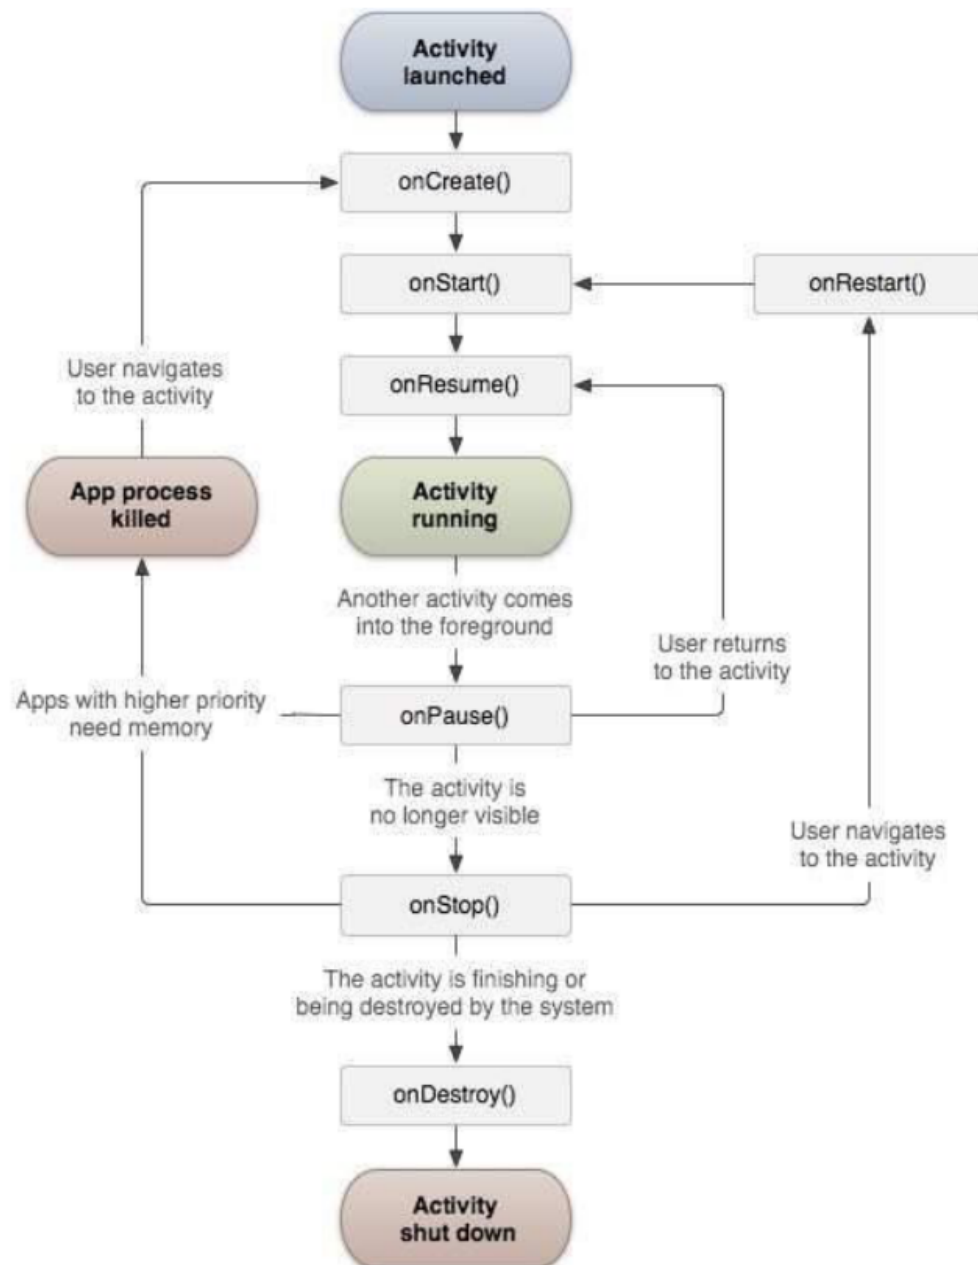 Activity
launched
onCreate()
onStart()
onRestart()
User navigates
to the activity
onResume()
App process
killed
Activity
running
Another activity comes
into the foreground
User returns
to the activity
Apps with higher priority
need memory
onPause()
The activity is
no longer visible
User navigates
to the activity
onStop()
The activity is finishing or
being destroyed by the system
onDestroy()
Activity
shut down